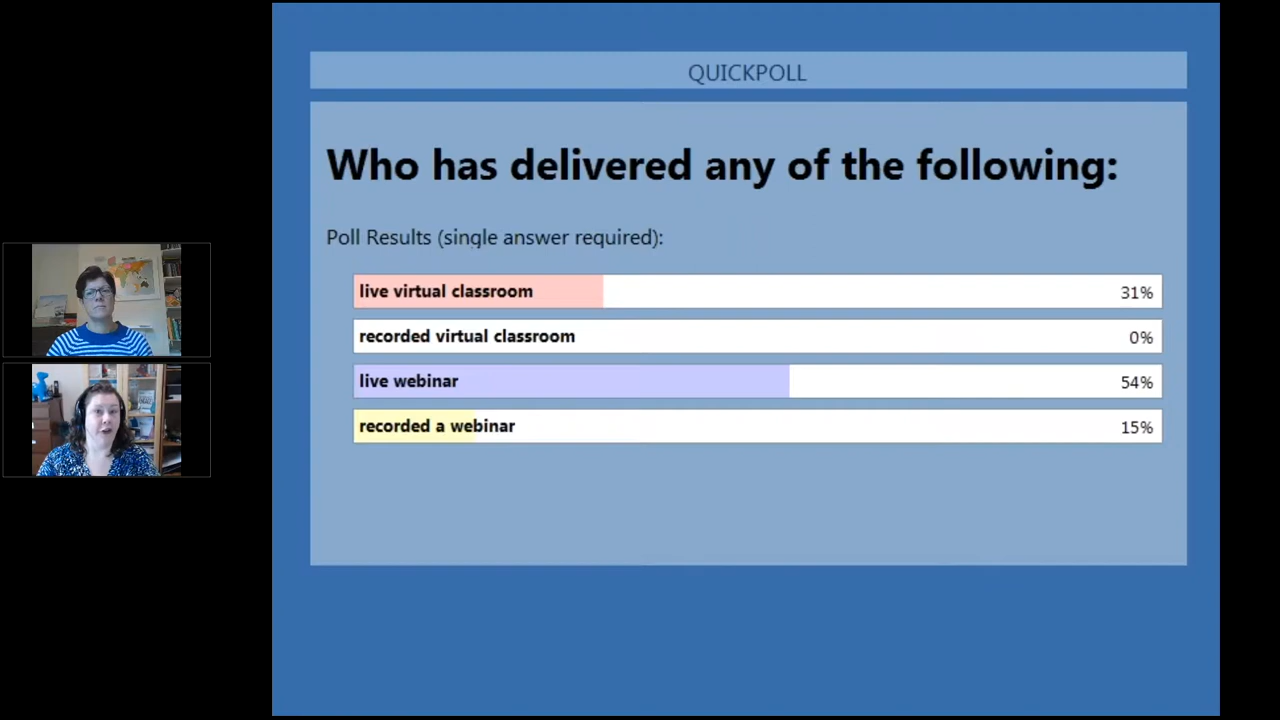 QUICKPOLL
Who has delivered any of the following:
Poll Results (single answer required):
live virtual classroom 31%
recorded virtual classroom 0%
live webinar 54%
recorded a webinar 15%